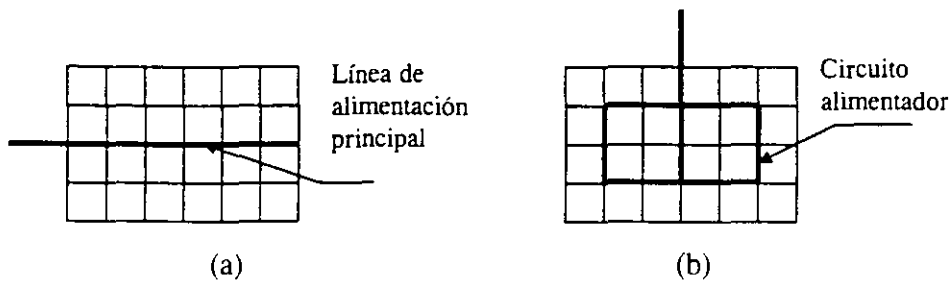 Línea de
alimentación
principal
Circuito
alimentador
(a)
(b)